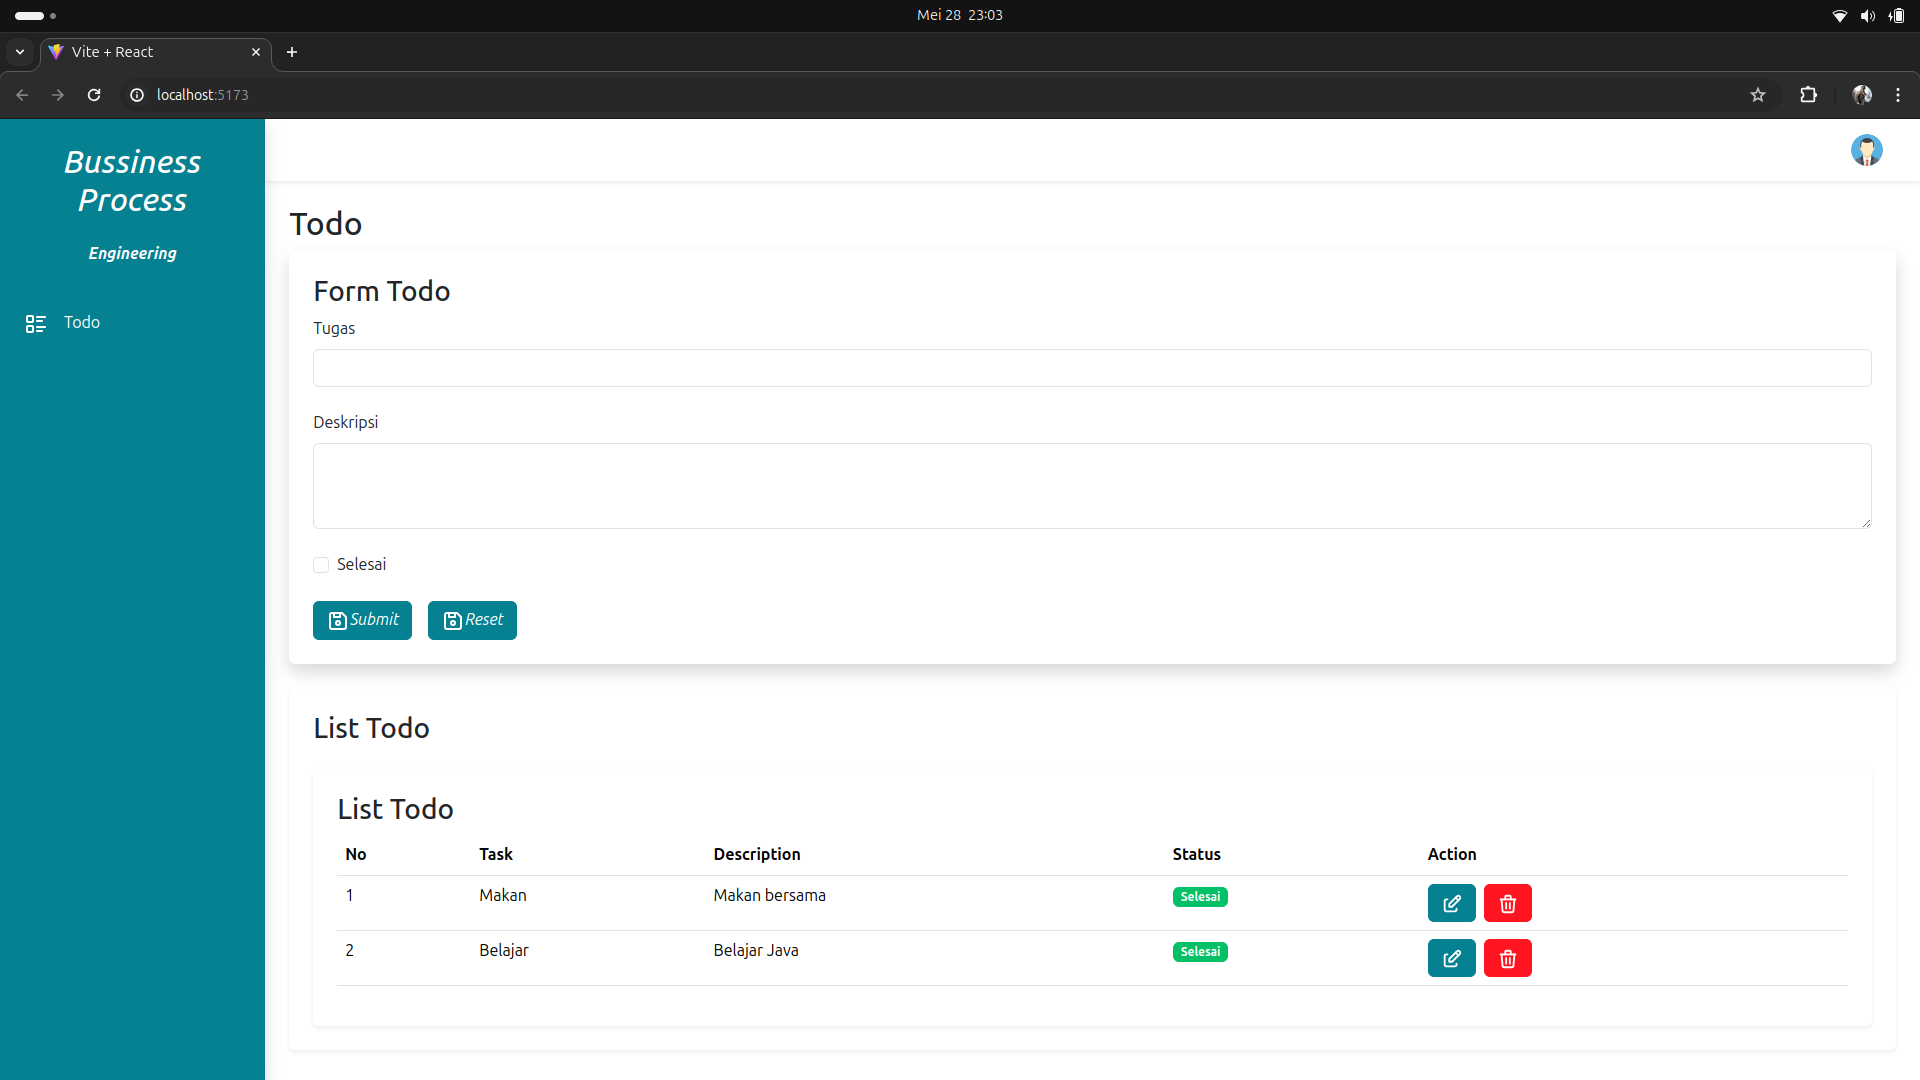 Mei 28 23:03
Vite + React
localhost:5173
Bussiness
Process
Engineering
Todo
Todo
Form Todo
Tugas
Deskripsi
Selesai
Submit Reset
List Todo
List Todo
No Task Description Status Action
1 Makan Makan bersama Selesai
2 Belajar Belajar Java Selesai